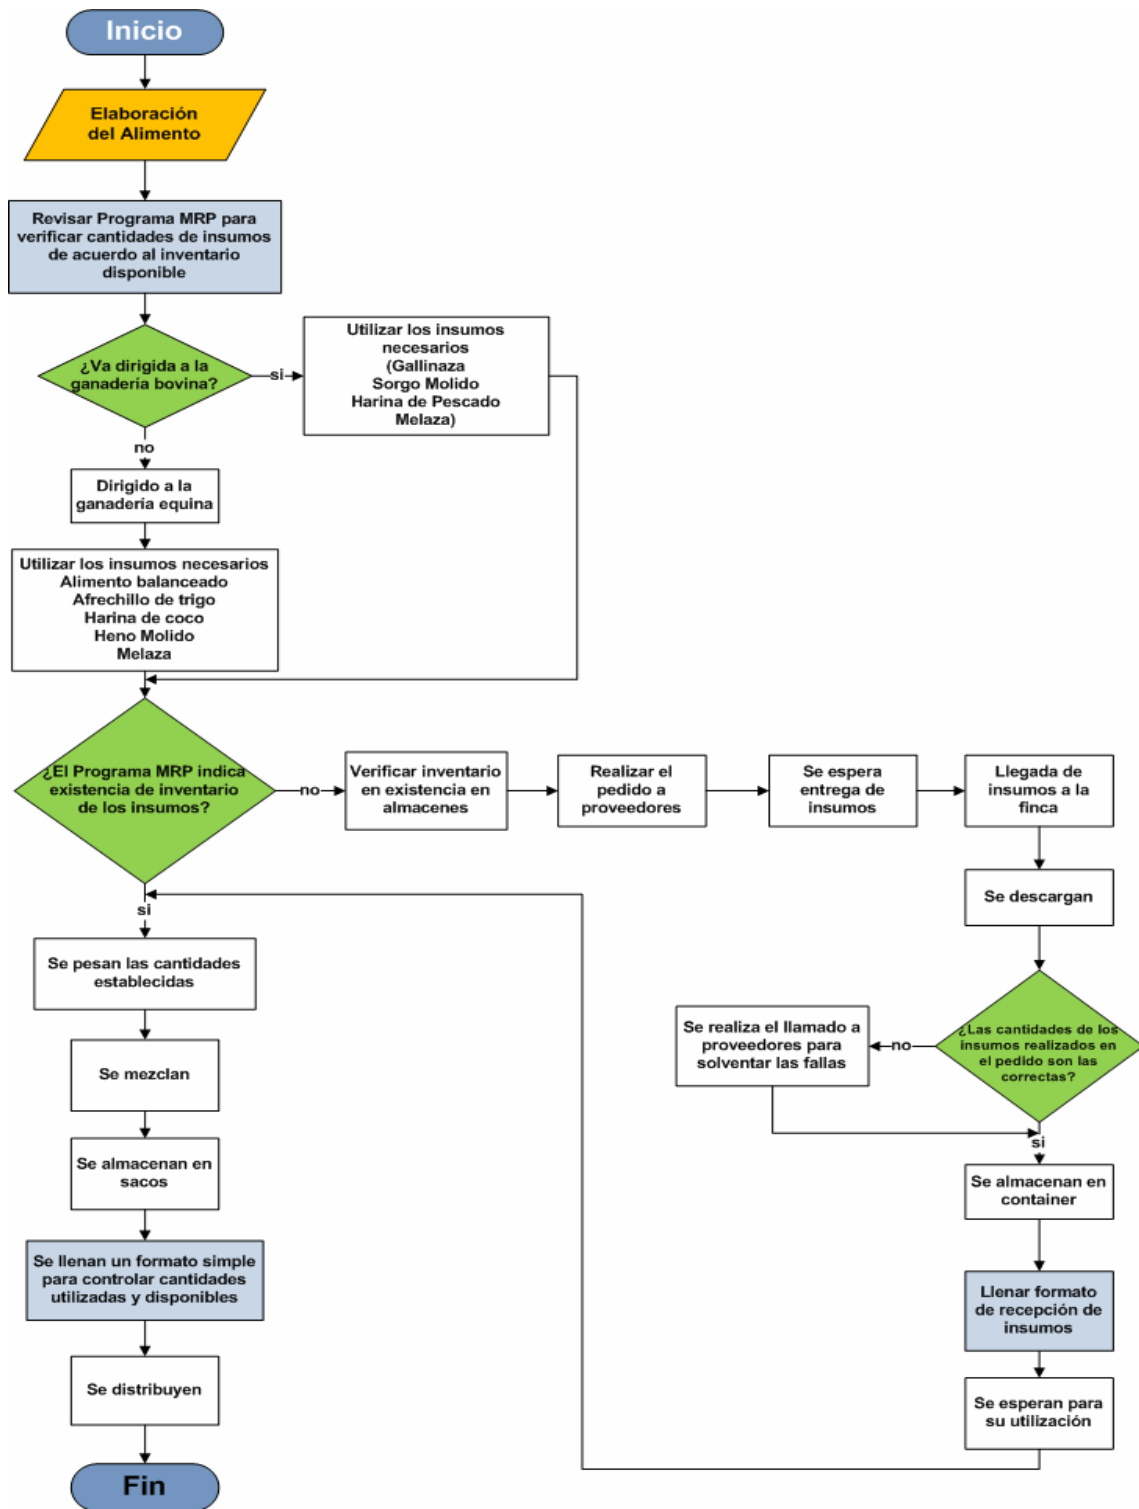 Inicio
Elaboración
del Alimento
Revisar Programa MRP para
verificar cantidades de insumos
de acuerdo al inventario
disponible
¿Va dirigida a la
ganadería bovina?
si
Utilizar los insumos
necesarios
(Gallinaza
Sorgo Molido
Harina de Pescado
Melaza)
no
Dirigido a la
ganadería equina
Utilizar los insumos necesarios
Alimento balanceado
Afrechillo de trigo
Harina de coco
Heno Molido
Melaza
¿El Programa MRP indica
existencia de inventario
de los insumos?
no
Verificar inventario
en existencia en
almacenes
Realizar el
pedido a
proveedores
Se espera
entrega de
insumos
Llegada de
insumos a la
finca
Se descargan
¿Las cantidades de los
insumos realizados en
el pedido son las
correctas?
no
Se realiza el llamado a
proveedores para
solventar las fallas
si
Se almacenan en
container
Llenar formato
de recepción de
insumos
Se esperan para
su utilización
si
Se pesan las cantidades
establecidas
Se mezclan
Se almacenan en
sacos
Se llenan un formato simple
para controlar cantidades
utilizadas y disponibles
Se distribuyen
Fin